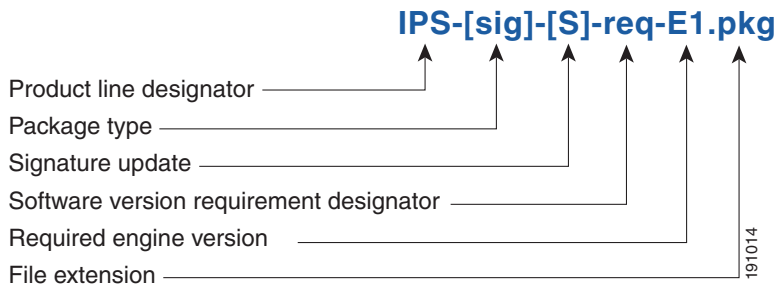 IPS-[sig]-[S]-req-E1.pkg
Product line designator
Package type
Signature update
Software version requirement designator
Required engine version
File extension
191014